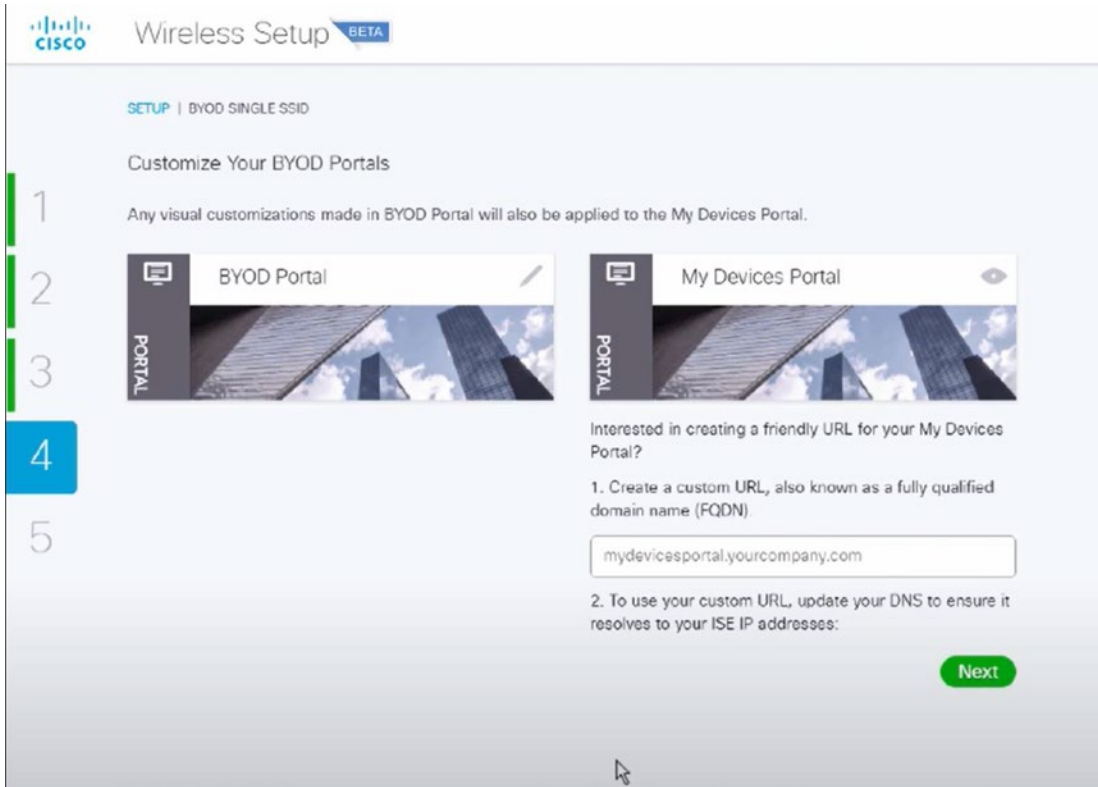 CISCO
Wireless Setup BETA
SETUP | BYOD SINGLE SSID
Customize Your BYOD Portals
Any visual customizations made in BYOD Portal will also be applied to the My Devices Portal.
1
2
3
4
5
PORTAL
BYOD Portal
PORTAL
My Devices Portal
Interested in creating a friendly URL for your My Devices
Portal?
1. Create a custom URL, also known as a fully qualified
domain name (FQDN)
mydevicesportal.yourcompany.com
2. To use your custom URL, update your DNS to ensure it
resolves to your ISE IP addresses:
Next